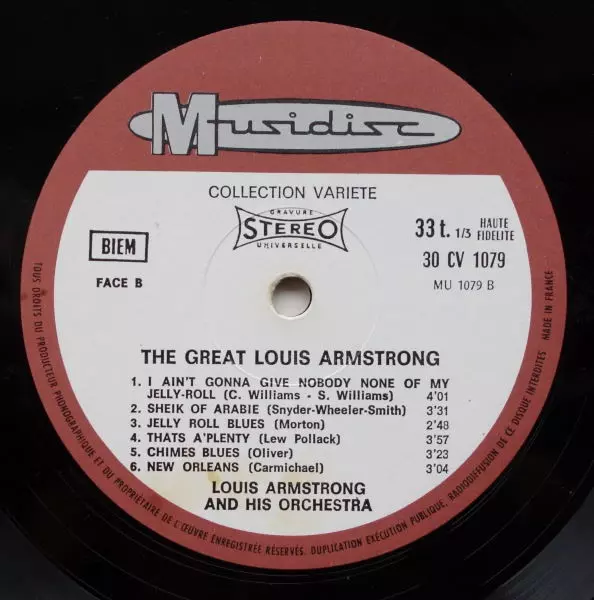 Musidisc
COLLECTION VARIETE
GRAVURE
STEREO
UNIVERSELLE
BIEM
FACE B
33 t. 1/3 HAUTE FIDELITE
30 CV 1079
MU 1079 B
THE GREAT LOUIS ARMSTRONG
1. I AIN'T GONNA GIVE NOBODY NONE OF MY
JELLY-ROLL (C. Williams - S. Williams) 4'01
2. SHEIK OF ARABIE (Snyder-Wheeler-Smith) 3'31
3. JELLY ROLL BLUES (Morton) 2'48
4. THATS A'PLENTY (Lew Pollack) 3'57
5. CHIMES BLUES (Oliver) 3'23
6. NEW ORLEANS (Carmichael) 3'04
LOUIS ARMSTRONG
AND HIS ORCHESTRA
TOUS DROITS DU PRODUCTEUR PHONOGRAPHIQUE ET DU PROPRIÉTAIRE DE L'ŒUVRE ENREGISTRÉE RÉSERVÉS. DUPLICATION EXÉCUTION PUBLIQUE, RADIODIFFUSION DE CE DISQUE INTERDITES MADE IN FRANCE